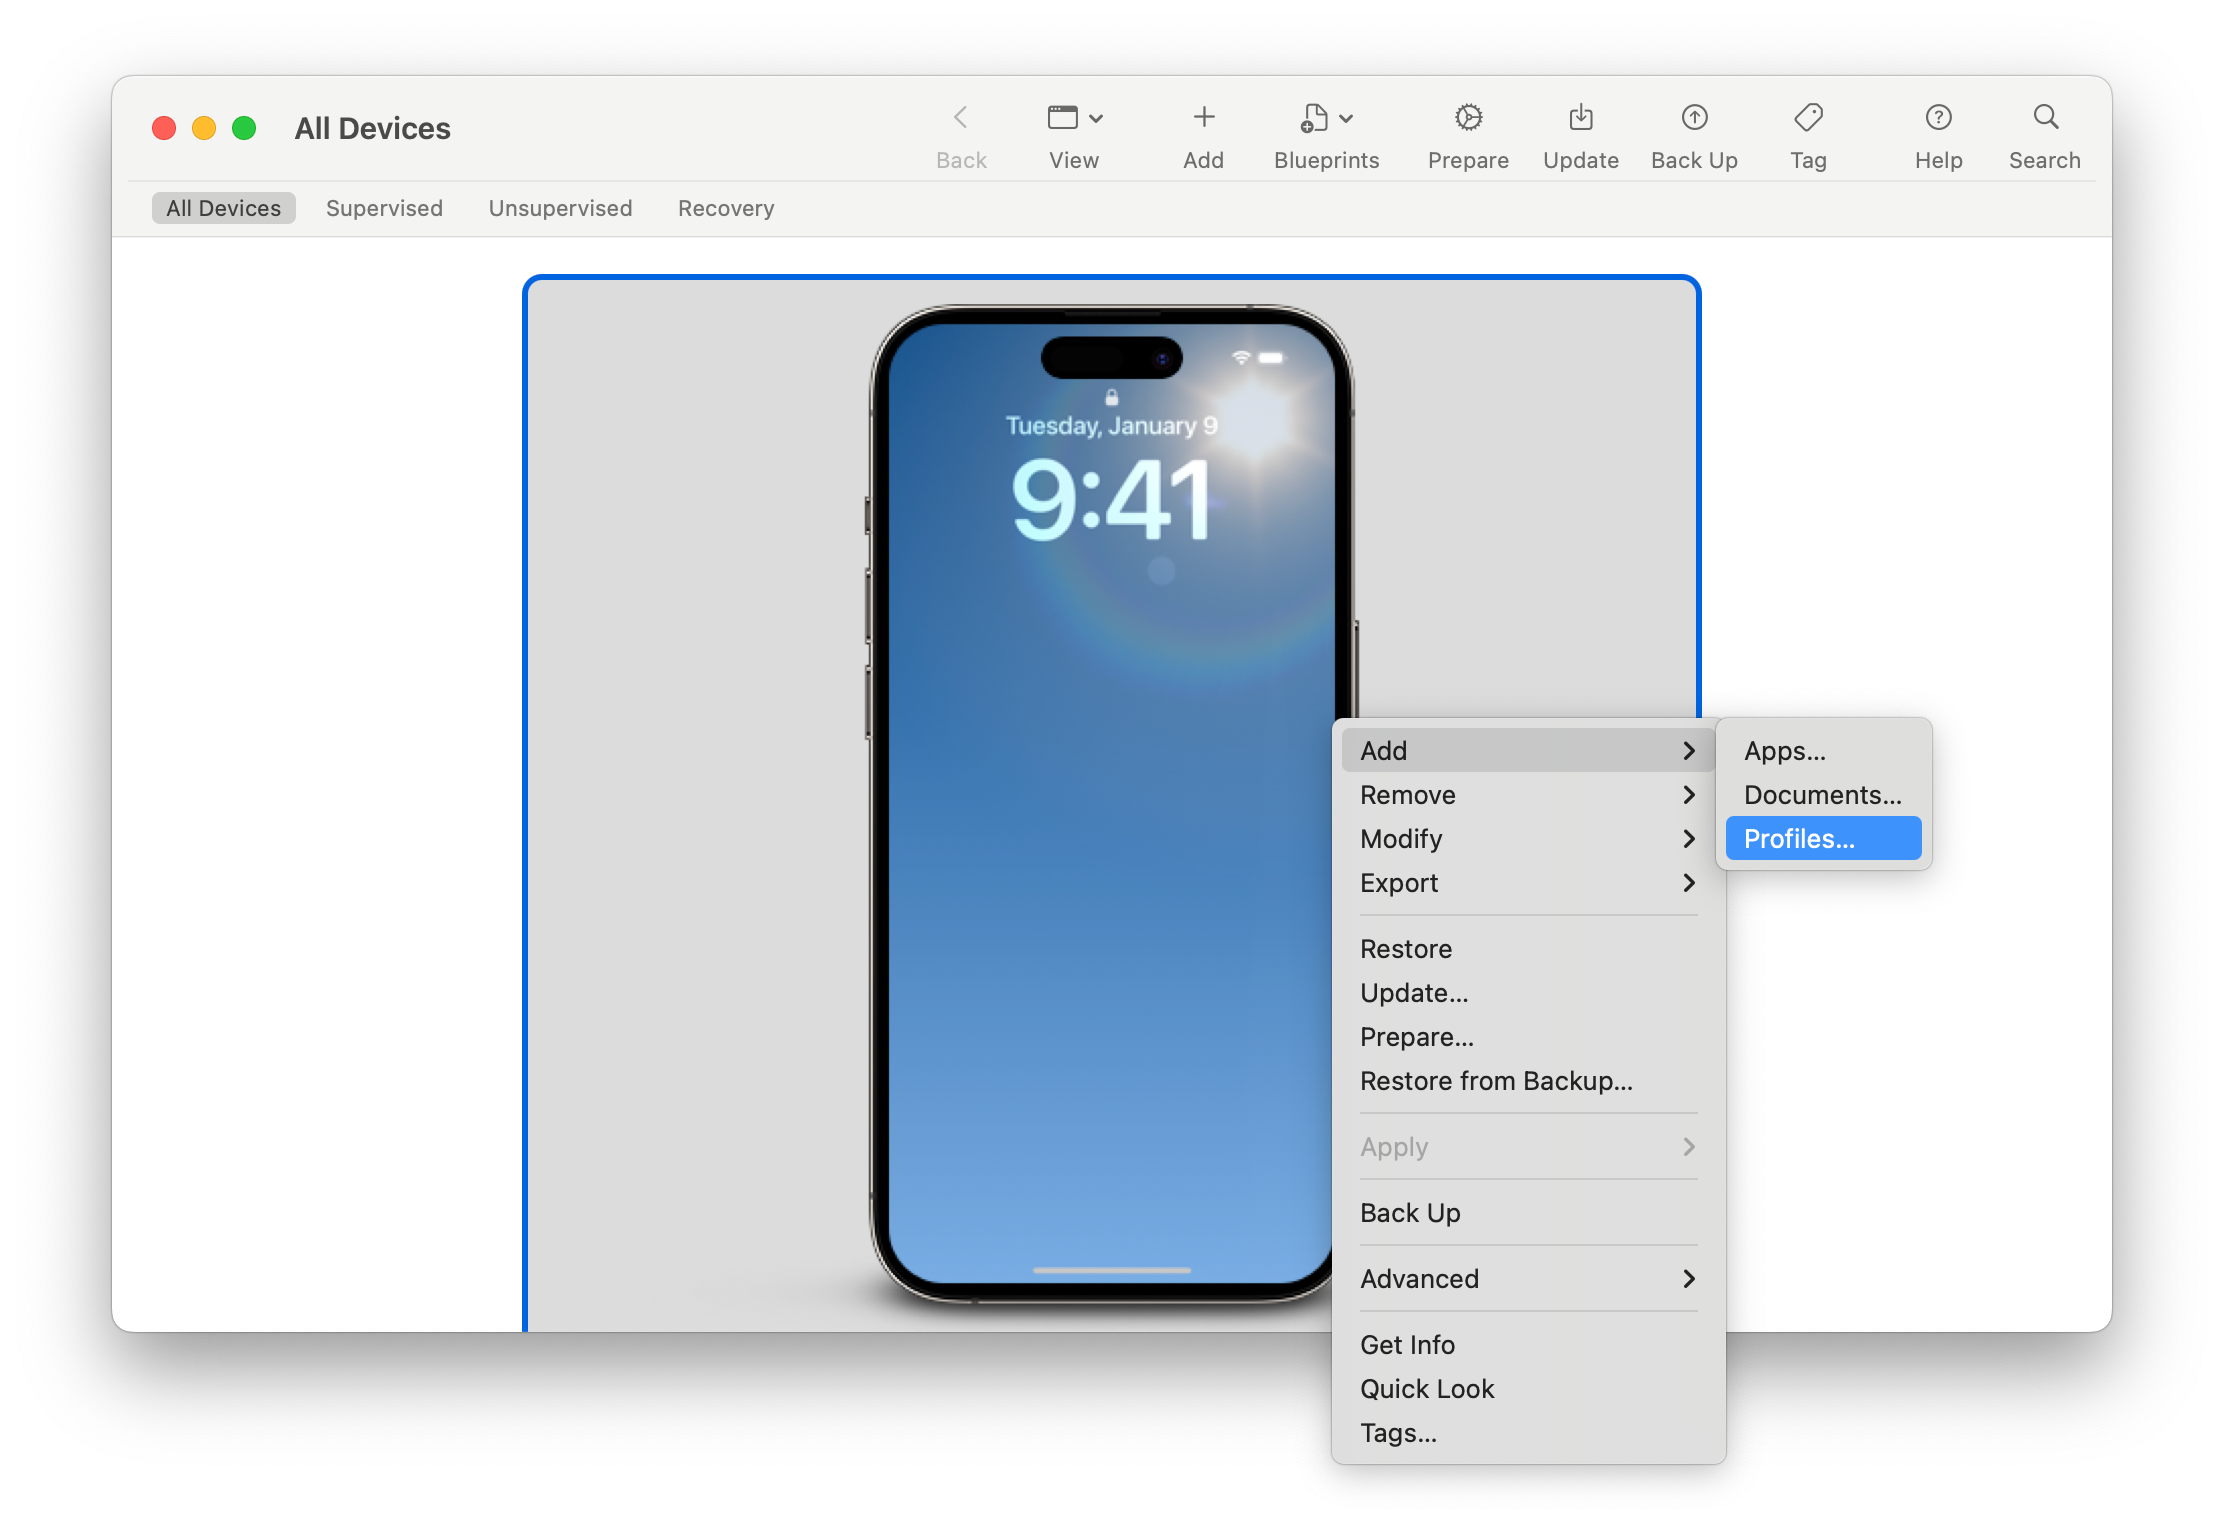 All Devices
Back
View
Add
Blueprints
Prepare
Update
Back Up
Tag
Help
Search
All Devices
Supervised
Unsupervised
Recovery
Tuesday, January 9
9:41
Add
Remove
Modify
Export
Restore
Update...
Prepare...
Restore from Backup...
Apply
Back Up
Advanced
Get Info
Quick Look
Tags...
Apps...
Documents...
Profiles...